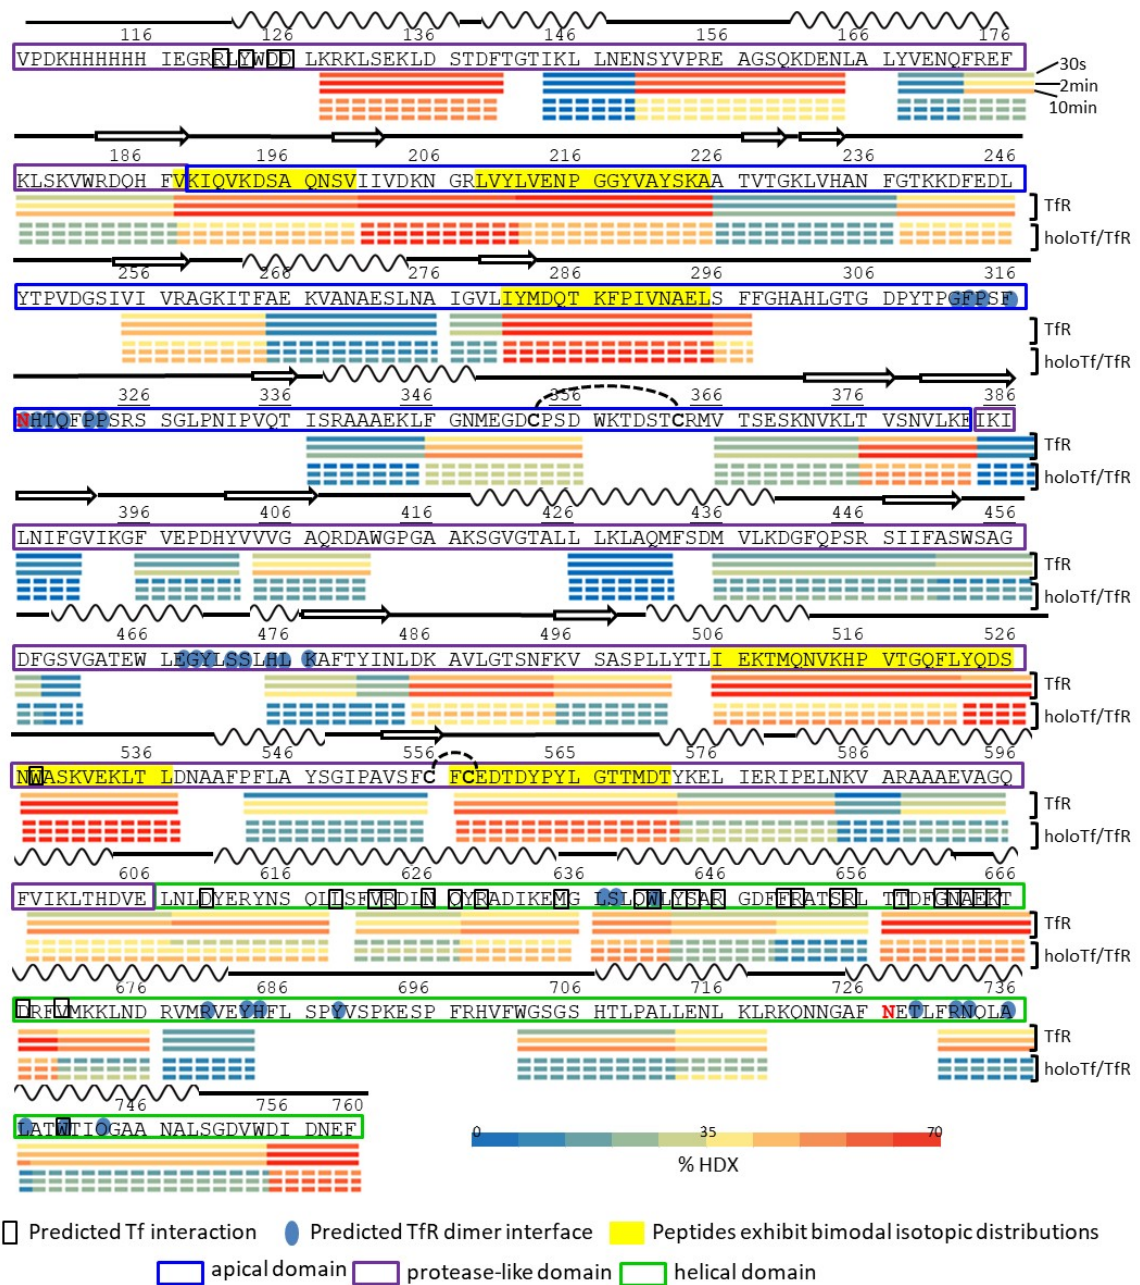 116 126 136 146 156 166 176
VPDKHHHHHH IEGRRLYWDD LKRKLSEKLD STDFTGTIKL LNENSYVPRE AGSQKDENLA LYVENQFREF
30s
2min
10min
186 196 206 216 226 236 246
KLSKVWRDQH FVKIQVKDSA QNSVIIVDKN GRLVYLVENP GGYVAYSKAA TVTGKLVHAN FGTKKDFEDL
TfR
holoTf/TfR
256 266 276 286 296 306 316
YTPVDGSIVI VRAGKITFAE KVANAESLNA IGVLIYMDQT KFPIVNAELS FFGHAHLGTG DPYTPGFPSF
TfR
holoTf/TfR
326 336 346 356 366 376 386
NHTQFPPSRS SGLPNIPVQT ISRAAAEKLF GNMEGDCPSD WKTDSTCRMV TSESKNVKLT VSNVLKEIKI
TfR
holoTf/TfR
396 406 416 426 436 446 456
LNIFGVIKGF VEPDHYVVVG AQRDAWGPGA AKSGVGTALL LKLAQMFSDM VLKDGFQPSR SIIFASWSAG
TfR
holoTf/TfR
466 476 486 496 506 516 526
DFGSVGATEW LEGYLSSLHL KAFTYINLDK AVLGTSNFKV SASPLLYTLI EKTMQNVKHP VTGQFLYQDS
TfR
holoTf/TfR
536 546 556 565 576 586 596
NWASKVEKLT LDNAAFPFLA YSGIPAVSFC FCEDTDYPYL GTTMDTYKEL IERIPELNKV ARAAAEVAGQ
TfR
holoTf/TfR
606 616 626 636 646 656 666
FVIKLTHDVE LNLDYERYNS QLLSFVRDLN QYRADIKEMG LSLQWLYSAR GDFFRATSRL TTDFGNAEKT
TfR
holoTf/TfR
678 686 696 706 716 728 736
DRFVMKKLND RVMRVEYHFL SPYVSPKESP FRHVFWGSGS HTLPALLENL KLRKQNNGAF NETLFRNQLA
TfR
holoTf/TfR
746 756 760
LATWTIQGAA NALSGDVWDI DNEF
0 35 70
% HDX
Predicted Tf interaction Predicted TfR dimer interface Peptides exhibit bimodal isotopic distributions
apical domain protease-like domain helical domain